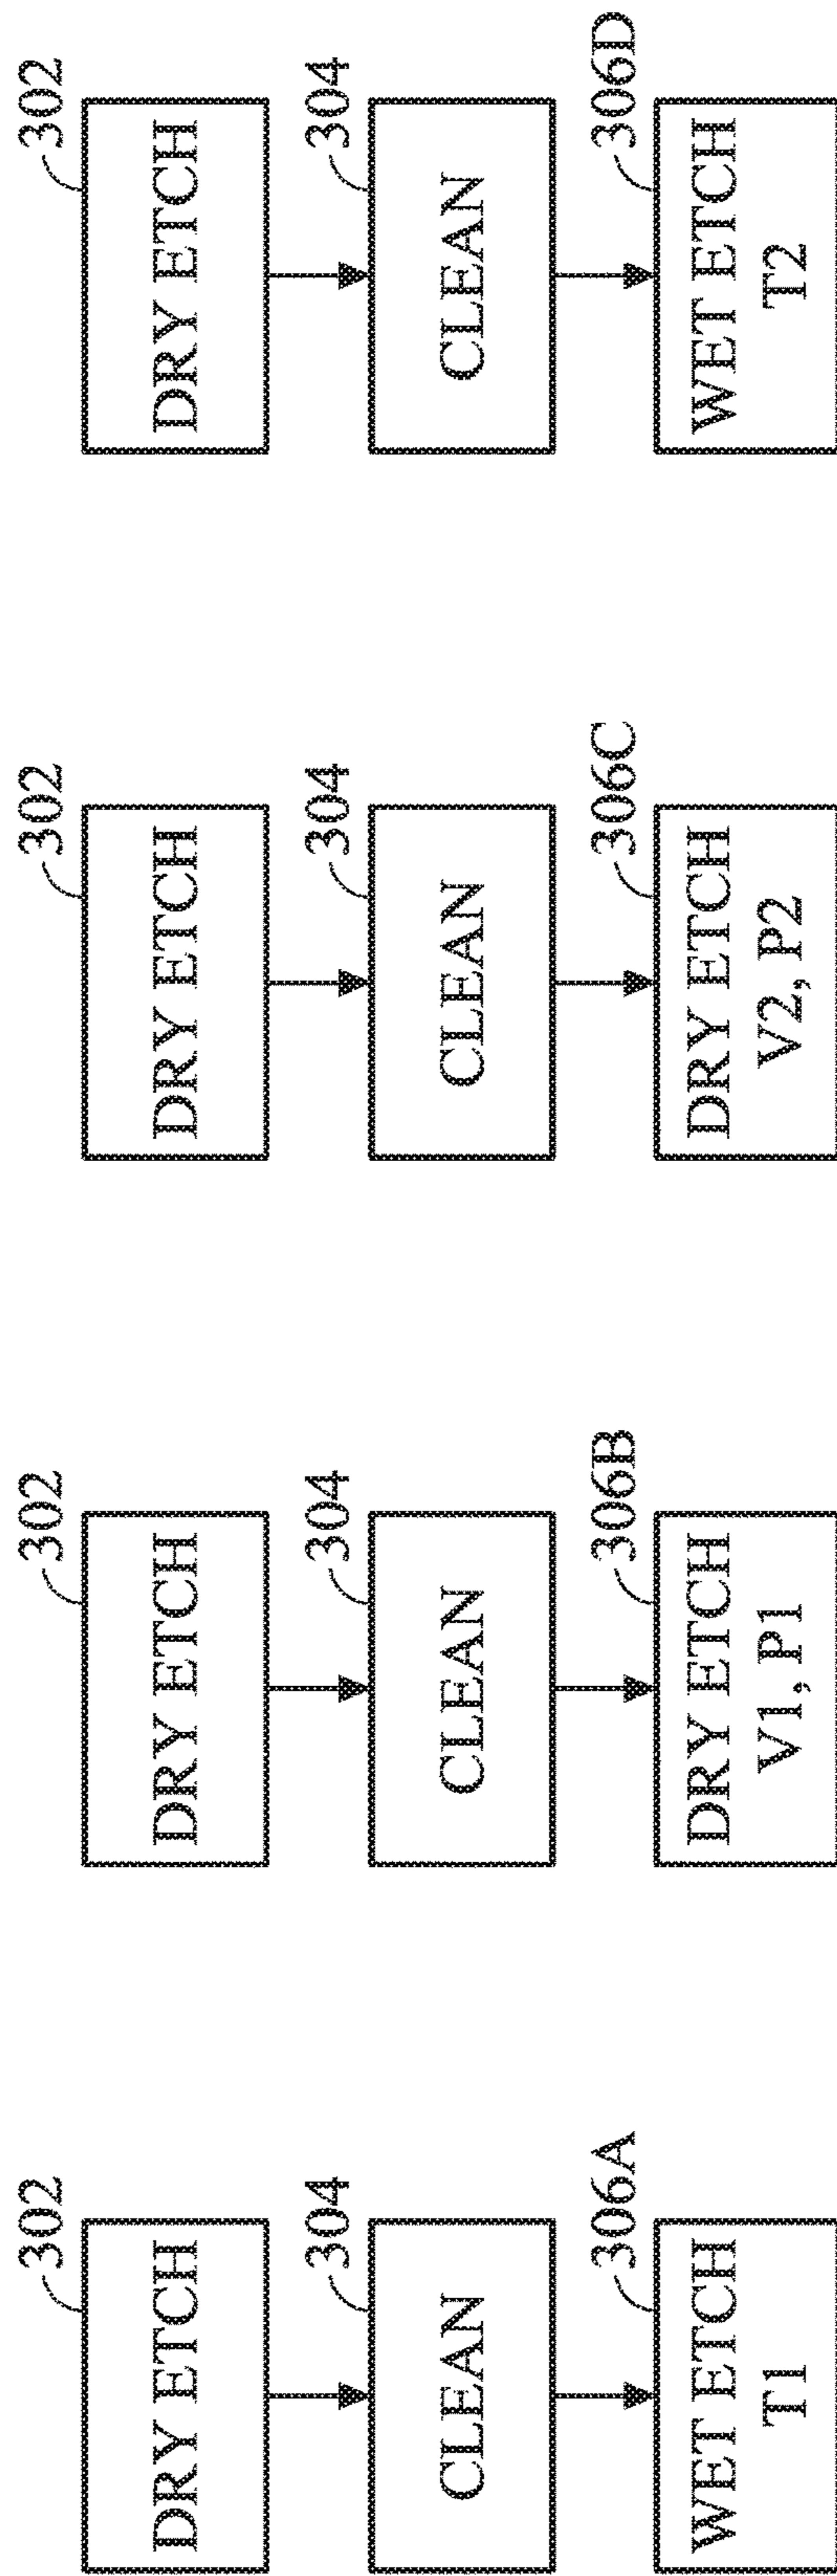 302
DRY ETCH
304
CLEAN
306A
WET ETCH
T1
302
DRY ETCH
304
CLEAN
306B
DRY ETCH
V1, P1
302
DRY ETCH
304
CLEAN
306C
DRY ETCH
V2, P2
302
DRY ETCH
304
CLEAN
306D
WET ETCH
T2